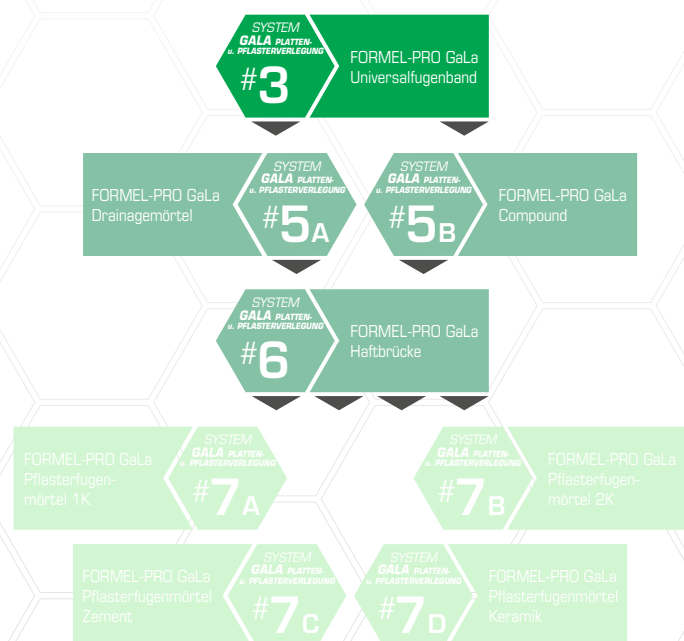 SYSTEM
GALA PLATTEN-
u. PFLASTERVERLEGUNG
#3
FORMEL-PRO GaLa
Universalfugenband
FORMEL-PRO GaLa
Drainagemörtel
SYSTEM
GALA PLATTEN-
u. PFLASTERVERLEGUNG
#5A
SYSTEM
GALA PLATTEN-
u. PFLASTERVERLEGUNG
#5B
FORMEL-PRO GaLa
Compound
SYSTEM
GALA PLATTEN-
u. PFLASTERVERLEGUNG
#6
FORMEL-PRO GaLa
Haftbrücke
FORMEL-PRO GaLa
Pflasterfugen-
mörtel 1K
SYSTEM
GALA PLATTEN-
u. PFLASTERVERLEGUNG
#7A
SYSTEM
GALA PLATTEN-
u. PFLASTERVERLEGUNG
#7B
FORMEL-PRO GaLa
Pflasterfugen-
mörtel 2K
FORMEL-PRO GaLa
Pflasterfugenmörtel
Zement
SYSTEM
GALA PLATTEN-
u. PFLASTERVERLEGUNG
#7C
SYSTEM
GALA PLATTEN-
u. PFLASTERVERLEGUNG
#7D
FORMEL-PRO GaLa
Pflasterfugenmörtel
Keramik